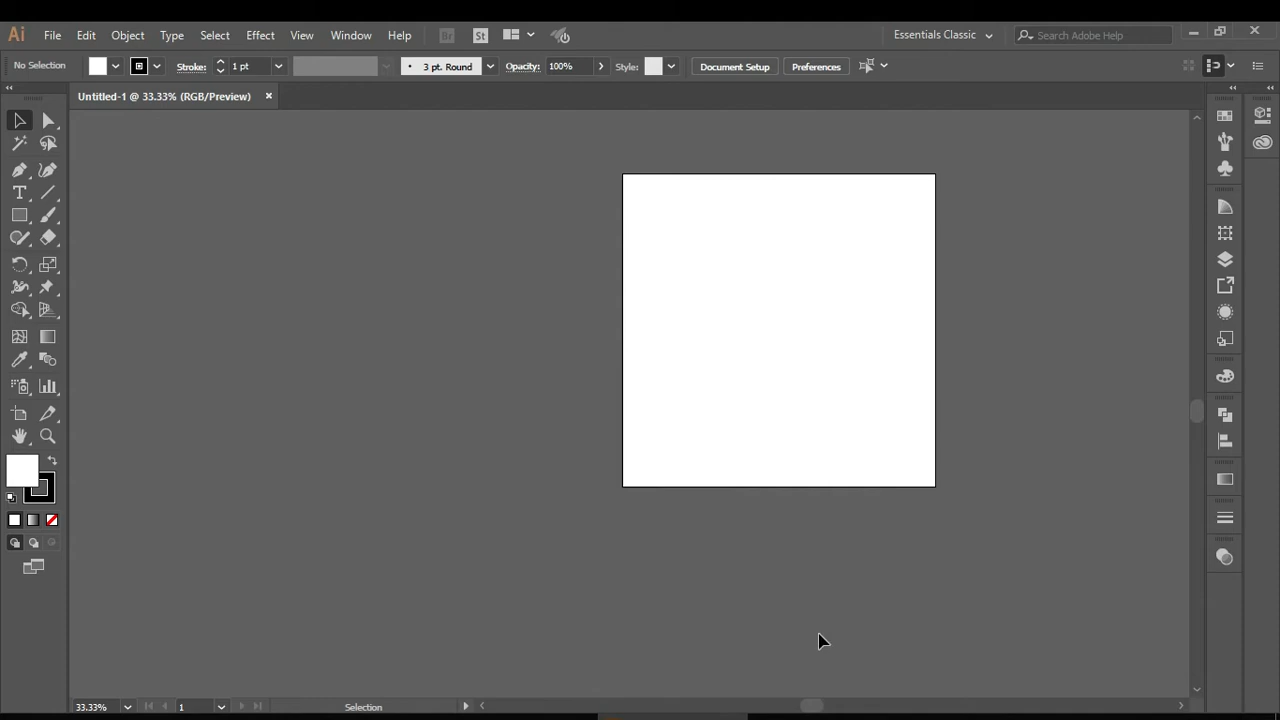 Ai File Edit Object Type Select Effect View Window Help Br St Essentials Classic Search Adobe Help
No Selection Stroke: 1 pt 3 pt. Round Opacity: 100% Style: Document Setup Preferences
Untitled-1 @ 33.33% (RGB/Preview)
T
33.33% 1 Selection